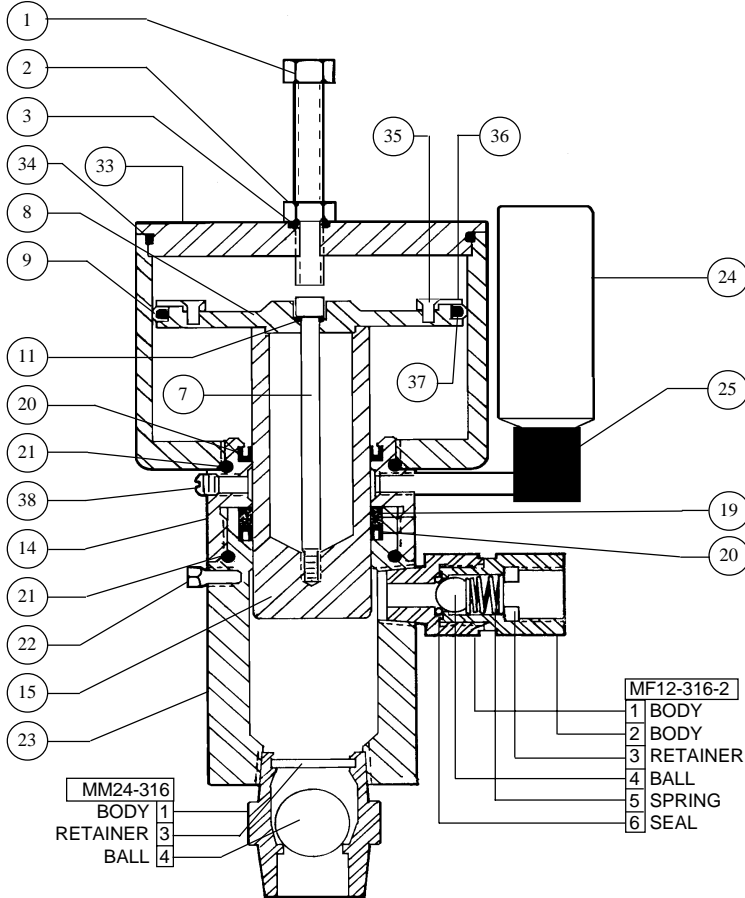 1
2
3
34
33
35
36
8
9
24
11
37
7
25
20
21
38
19
14
20
21
22
15
23
MF12-316-2
1 BODY
2 BODY
3 RETAINER
4 BALL
5 SPRING
6 SEAL
MM24-316
BODY 1
RETAINER 3
BALL 4